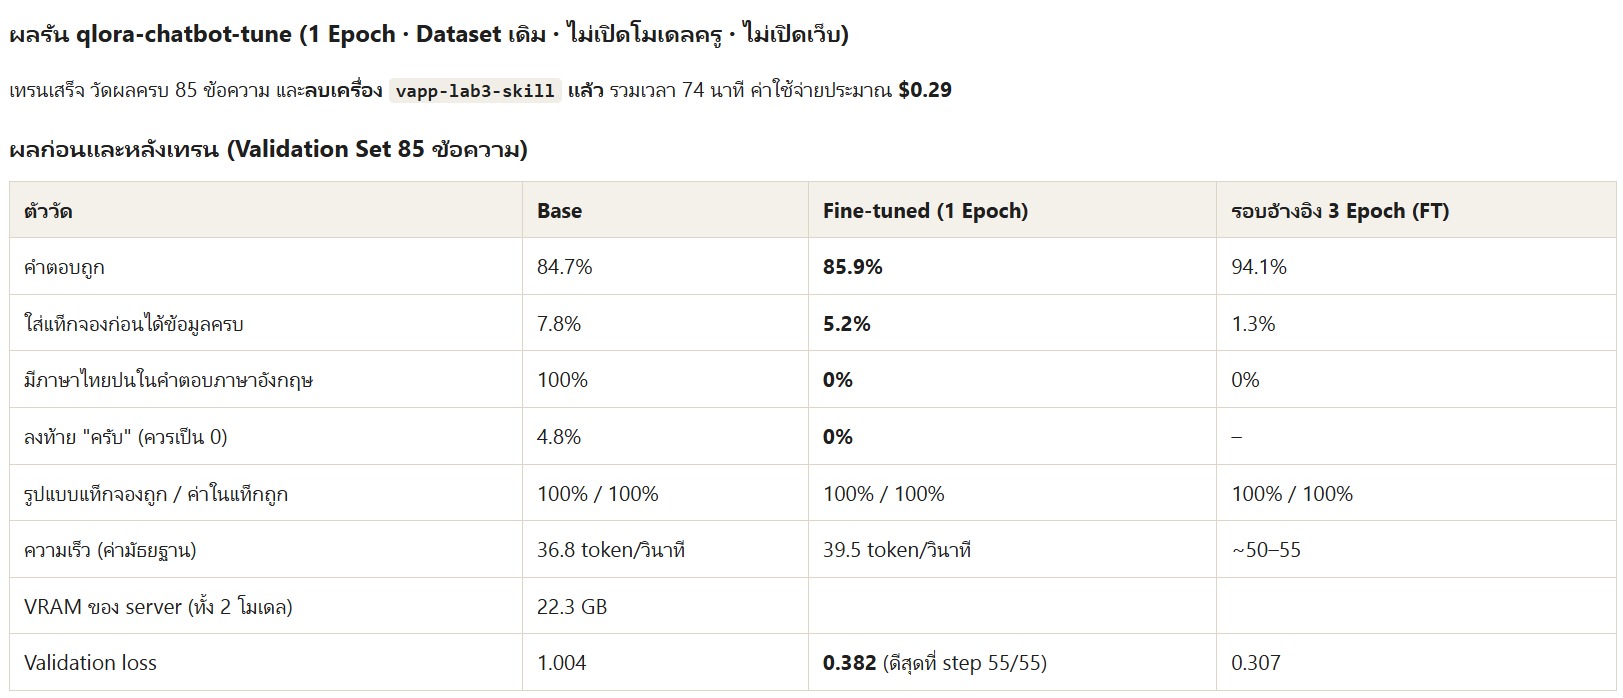 ผลรัน qlora-chatbot-tune (1 Epoch · Dataset เดิม · ไม่เปิดโมเดลครู · ไม่เปิดเว็บ)
เทรนเสร็จ วัดผลครบ 85 ข้อความ และลบเครื่อง vapp-lab3-skill แล้ว รวมเวลา 74 นาที ค่าใช้จ่ายประมาณ $0.29
ผลก่อนและหลังเทรน (Validation Set 85 ข้อความ)
ตัววัด Base Fine-tuned (1 Epoch) รอบอ้างอิง 3 Epoch (FT)
คำตอบถูก 84.7% 85.9% 94.1%
ใส่แท็กจองก่อนได้ข้อมูลครบ 7.8% 5.2% 1.3%
มีภาษาไทยปนในคำตอบภาษาอังกฤษ 100% 0% 0%
ลงท้าย "ครับ" (ควรเป็น 0) 4.8% 0% –
รูปแบบแท็กจองถูก / ค่าในแท็กถูก 100% / 100% 100% / 100% 100% / 100%
ความเร็ว (ค่ามัธยฐาน) 36.8 token/วินาที 39.5 token/วินาที ~50–55
VRAM ของ server (ทั้ง 2 โมเดล) 22.3 GB
Validation loss 1.004 0.382 (ดีสุดที่ step 55/55) 0.307